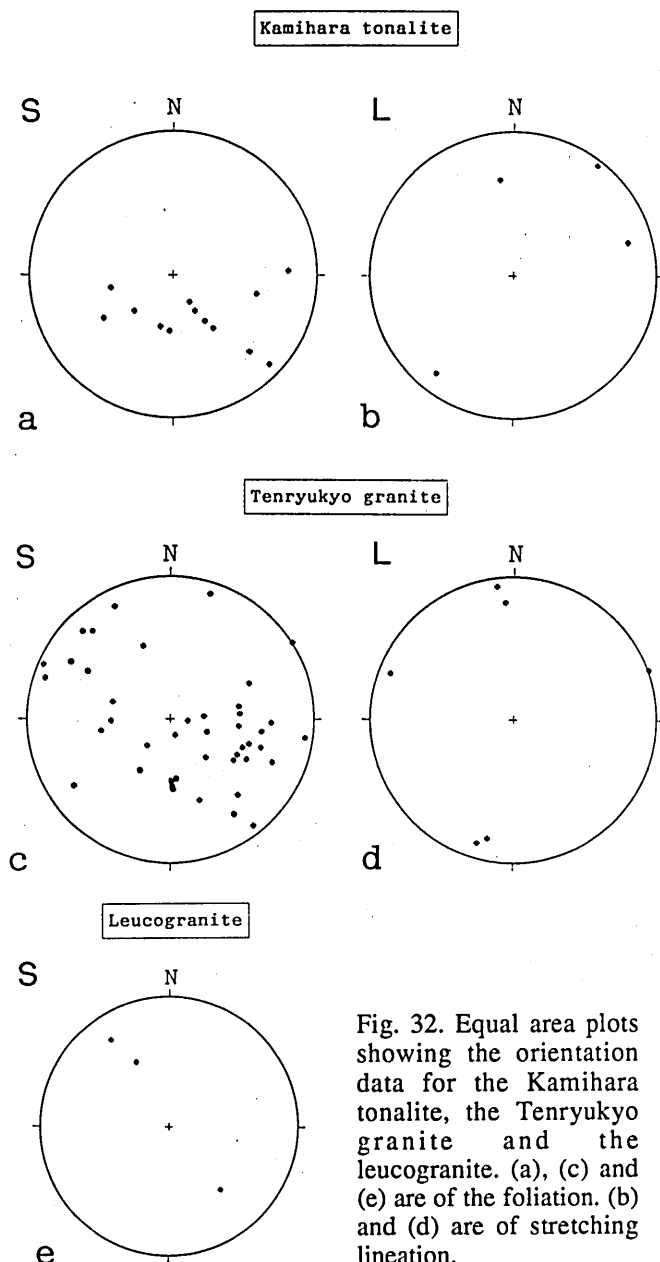 Kamihara tonalite
S
N
L
N
a
b
Tenryukyo granite
S
N
L
N
c
d
Leucogranite
S
N
e
Fig. 32. Equal area plots
showing the orientation
data for the Kamihara
tonalite, the Tenryukyo
granite and the
leucogranite. (a), (c) and
(e) are of the foliation. (b)
and (d) are of stretching
lineation.